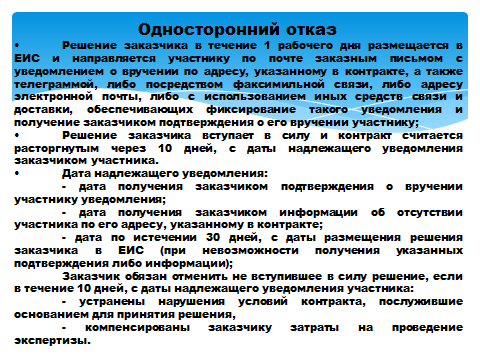 Односторонний отказ
• Решение заказчика в течение 1 рабочего дня размещается в
ЕИС и направляется участнику по почте заказным письмом с
уведомлением о вручении по адресу, указанному в контракте, а также
телеграммой, либо посредством факсимильной связи, либо адресу
электронной почты, либо с использованием иных средств связи и
доставки, обеспечивающих фиксирование такого уведомления и
получение заказчиком подтверждения о его вручении участнику;
• Решение заказчика вступает в силу и контракт считается
расторгнутым через 10 дней, с даты надлежащего уведомления
заказчиком участника.
• Дата надлежащего уведомления:
- дата получения заказчиком подтверждения о вручении
участнику уведомления;
- дата получения заказчиком информации об отсутствии
участника по его адресу, указанному в контракте;
- дата по истечении 30 дней, с даты размещения решения
заказчика в ЕИС (при невозможности получения указанных
подтверждения либо информации);
Заказчик обязан отменить не вступившее в силу решение, если
в течение 10 дней, с даты надлежащего уведомления участника:
- устранены нарушения условий контракта, послужившие
основанием для принятия решения,
- компенсированы заказчику затраты на проведение
экспертизы.